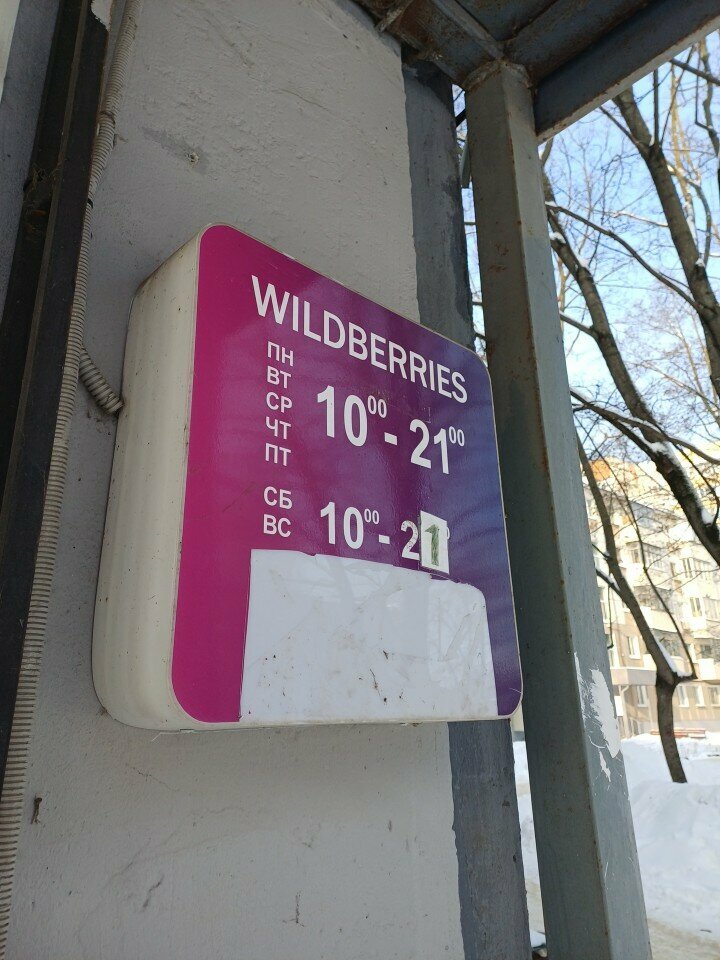 WILDBERRIES
ПН
ВТ
СР
ЧТ
ПТ
10⁰⁰ - 21⁰⁰
СБ
ВС
10⁰⁰ - 21